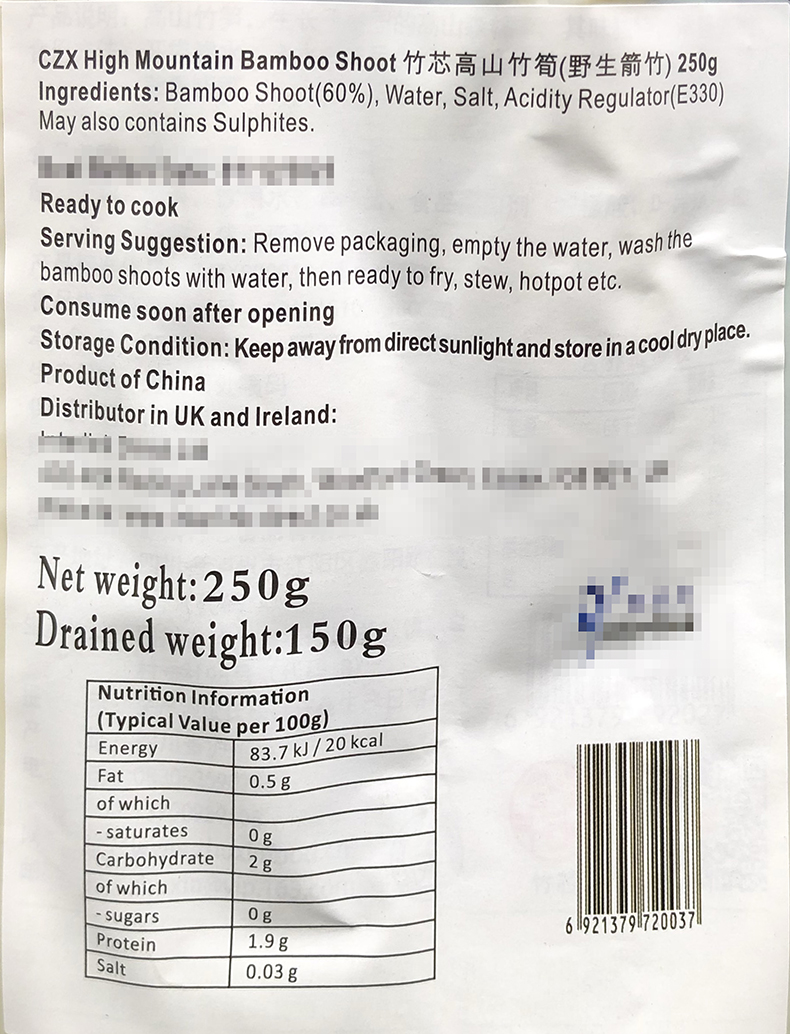 CZX High Mountain Bamboo Shoot 竹芯高山竹筍(野生箭竹) 250g
Ingredients: Bamboo Shoot(60%), Water, Salt, Acidity Regulator(E330)
May also contains Sulphites.
Ready to cook
Serving Suggestion: Remove packaging, empty the water, wash the
bamboo shoots with water, then ready to fry, stew, hotpot etc.
Consume soon after opening
Storage Condition: Keep away from direct sunlight and store in a cool dry place.
Product of China
Distributor in UK and Ireland:
Net weight:250g
Drained weight:150g
Nutrition Information
(Typical Value per 100g)
Energy 83.7 kJ / 20 kcal
Fat 0.5 g
of which
- saturates 0 g
Carbohydrate 2 g
of which
- sugars 0 g
Protein 1.9 g
Salt 0.03 g
6 921379 720037